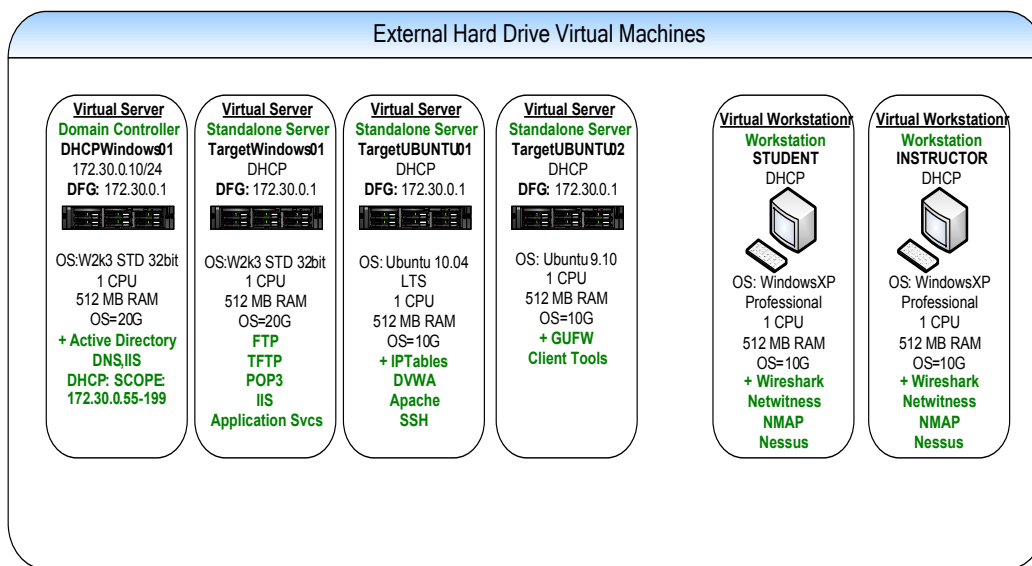 External Hard Drive Virtual Machines
Virtual Server
Domain Controller
DHCPWindows01
172.30.0.10/24
DFG: 172.30.0.1
OS:W2k3 STD 32bit
1 CPU
512 MB RAM
OS=20G
+ Active Directory
DNS,IIS
DHCP: SCOPE:
172.30.0.55-199
Virtual Server
Standalone Server
TargetWindows01
DHCP
DFG: 172.30.0.1
OS:W2K3 STD 32bit
1 CPU
512 MB RAM
OS=20G
FTP
TFTP
POP3
IIS
Application Svcs
Virtual Server
Standalone Server
TargetUBUNTU01
DHCP
DFG: 172.30.0.1
OS: Ubuntu 10.04
LTS
1 CPU
512 MB RAM
OS=10G
+ IPTables
DVWA
Apache
SSH
Virtual Server
Standalone Server
TargetUBUNTU02
DHCP
DFG: 172.30.0.1
OS: Ubuntu 9.10
1 CPU
512 MB RAM
OS=10G
+ GUFW
Client Tools
Virtual Workstationr
Workstation
STUDENT
DHCP
OS: WindowsXP
Professional
1 CPU
512 MB RAM
OS=10G
+ Wireshark
Netwitness
NMAP
Nessus
Virtual Workstationr
Workstation
INSTRUCTOR
DHCP
OS: WindowsXP
Professional
1 CPU
512 MB RAM
OS=10G
+ Wireshark
Netwitness
NMAP
Nessus